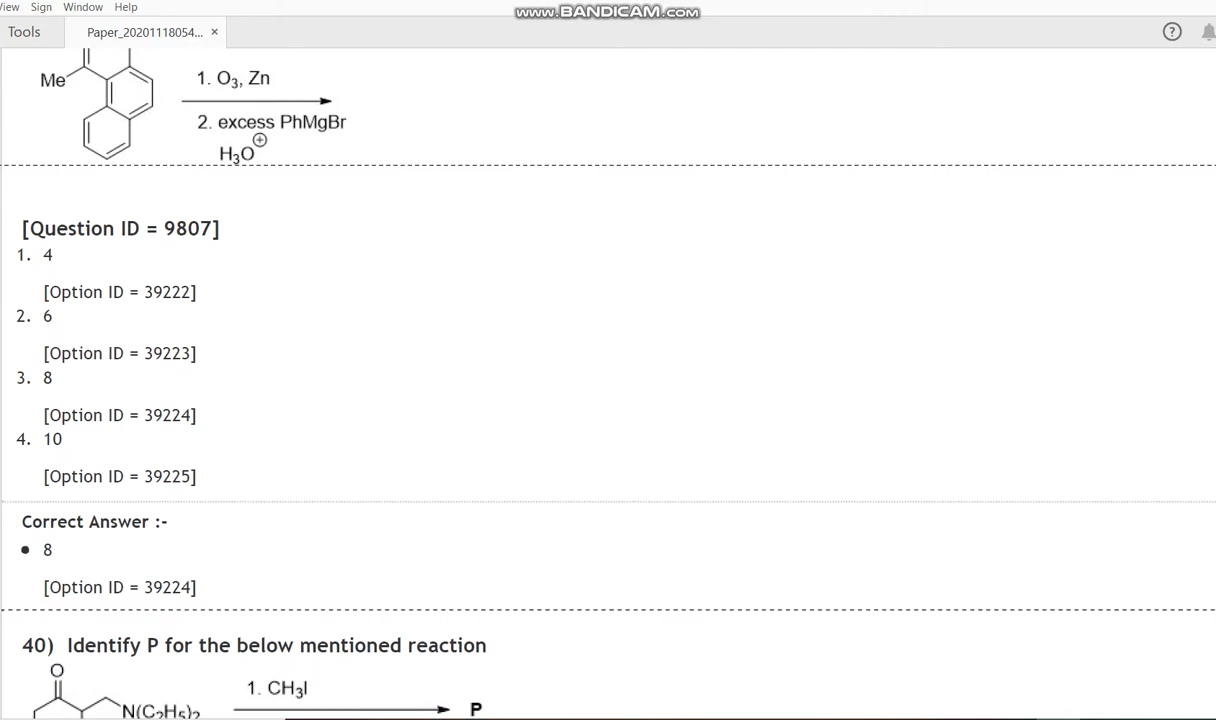 View Sign Window Help
www.BANDICAM.com
Tools Paper_20201118054... ×
?
Me
1. O3, Zn
2. excess PhMgBr
⊕
H3O
[Question ID = 9807]
1. 4
[Option ID = 39222]
2. 6
[Option ID = 39223]
3. 8
[Option ID = 39224]
4. 10
[Option ID = 39225]
Correct Answer :-
• 8
[Option ID = 39224]
40) Identify P for the below mentioned reaction
O
1. CH3I
N(C2H5)2
P